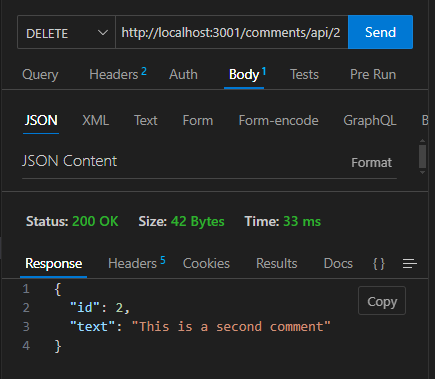 DELETE http://localhost:3001/comments/api/2 Send
Query Headers 2 Auth Body 1 Tests Pre Run
JSON XML Text Form Form-encode GraphQL B
JSON Content Format
Status: 200 OK Size: 42 Bytes Time: 33 ms
Response Headers 5 Cookies Results Docs {}
1 {
Copy
2 "id": 2,
3 "text": "This is a second comment"
4 }